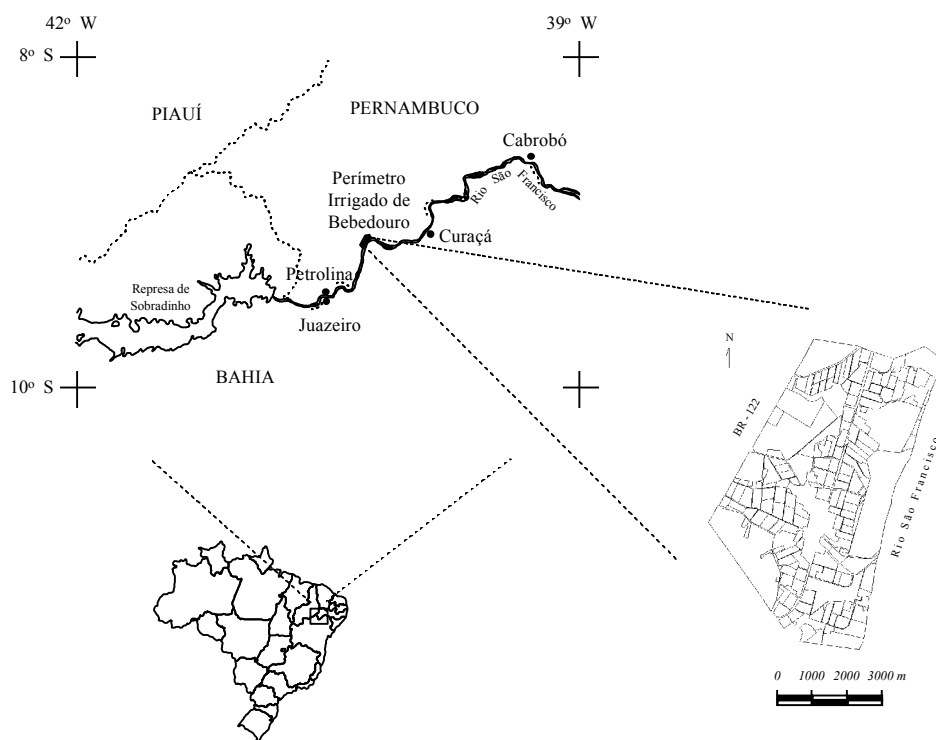 42º W
39º W
8º S
PIAUÍ
PERNAMBUCO
Cabrobó
Perímetro
Irrigado de
Bebedouro
Rio São Francisco
Curaçá
Petrolina
Represa de
Sobradinho
Juazeiro
BAHIA
10º S
N
BR - 122
Rio São Francisco
0 1000 2000 3000 m